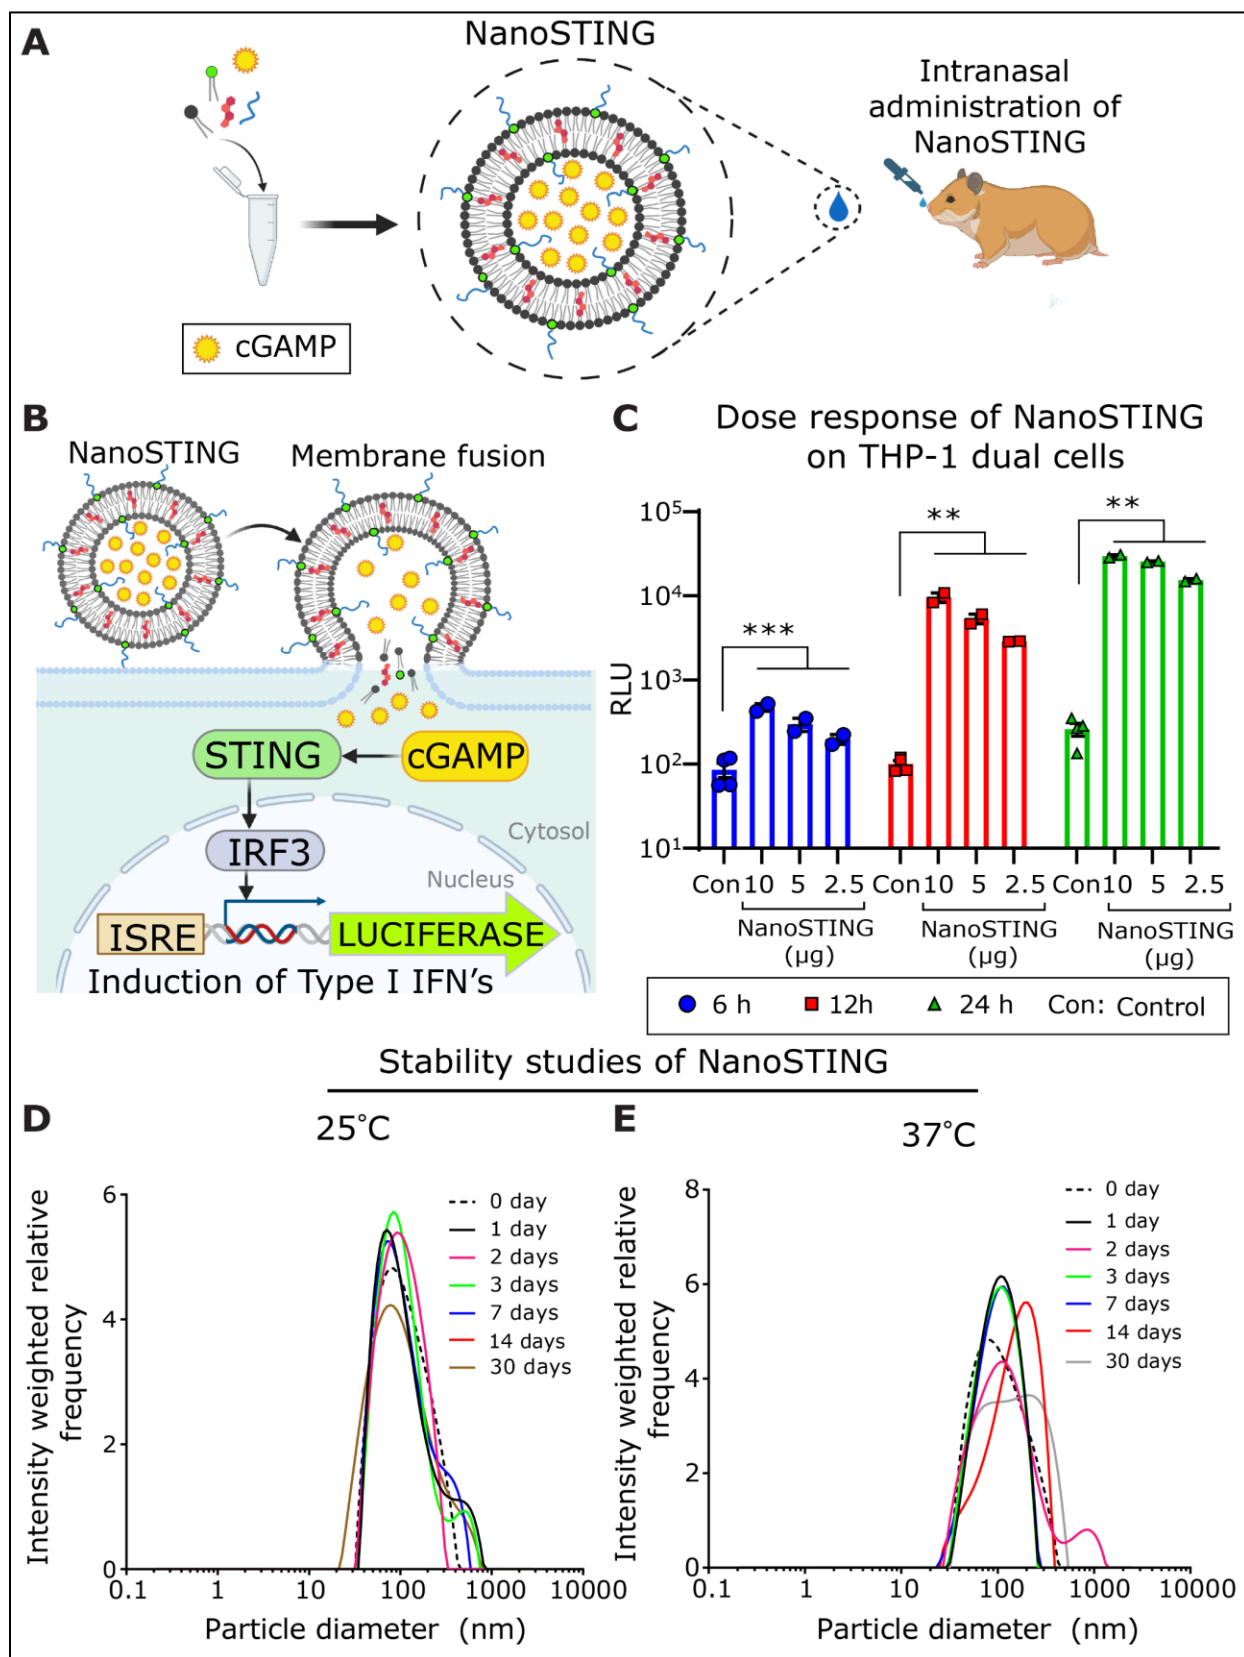 A
NanoSTING
Intranasal
administration of
NanoSTING
cGAMP
B
NanoSTING
Membrane fusion
STING
cGAMP
Cytosol
IRF3
Nucleus
ISRE
LUCIFERASE
Induction of Type I IFN's
C
Dose response of NanoSTING
on THP-1 dual cells
RLU
10⁵
10⁴
10³
10²
10¹
***
**
**
Con 10 5 2.5
Con 10 5 2.5
Con 10 5 2.5
NanoSTING
(µg)
NanoSTING
(µg)
NanoSTING
(µg)
6 h 12h 24 h Con: Control
Stability studies of NanoSTING
D
25°C
Intensity weighted relative
frequency
6
4
2
0
0 day
1 day
2 days
3 days
7 days
14 days
30 days
0.1 1 10 100 1000 10000
Particle diameter (nm)
E
37°C
Intensity weighted relative
frequency
8
6
4
2
0
0 day
1 day
2 days
3 days
7 days
14 days
30 days
0.1 1 10 100 1000 10000
Particle diameter (nm)